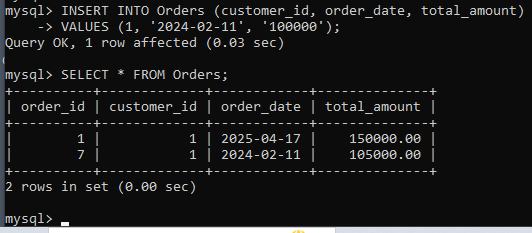 mysql> INSERT INTO Orders (customer_id, order_date, total_amount)
    -> VALUES (1, '2024-02-11', '100000');
Query OK, 1 row affected (0.03 sec)
mysql> SELECT * FROM Orders;
+----------+-------------+------------+--------------+
| order_id | customer_id | order_date | total_amount |
+----------+-------------+------------+--------------+
|        1 |           1 | 2025-04-17 |    150000.00 |
|        7 |           1 | 2024-02-11 |    105000.00 |
+----------+-------------+------------+--------------+
2 rows in set (0.00 sec)
mysql>